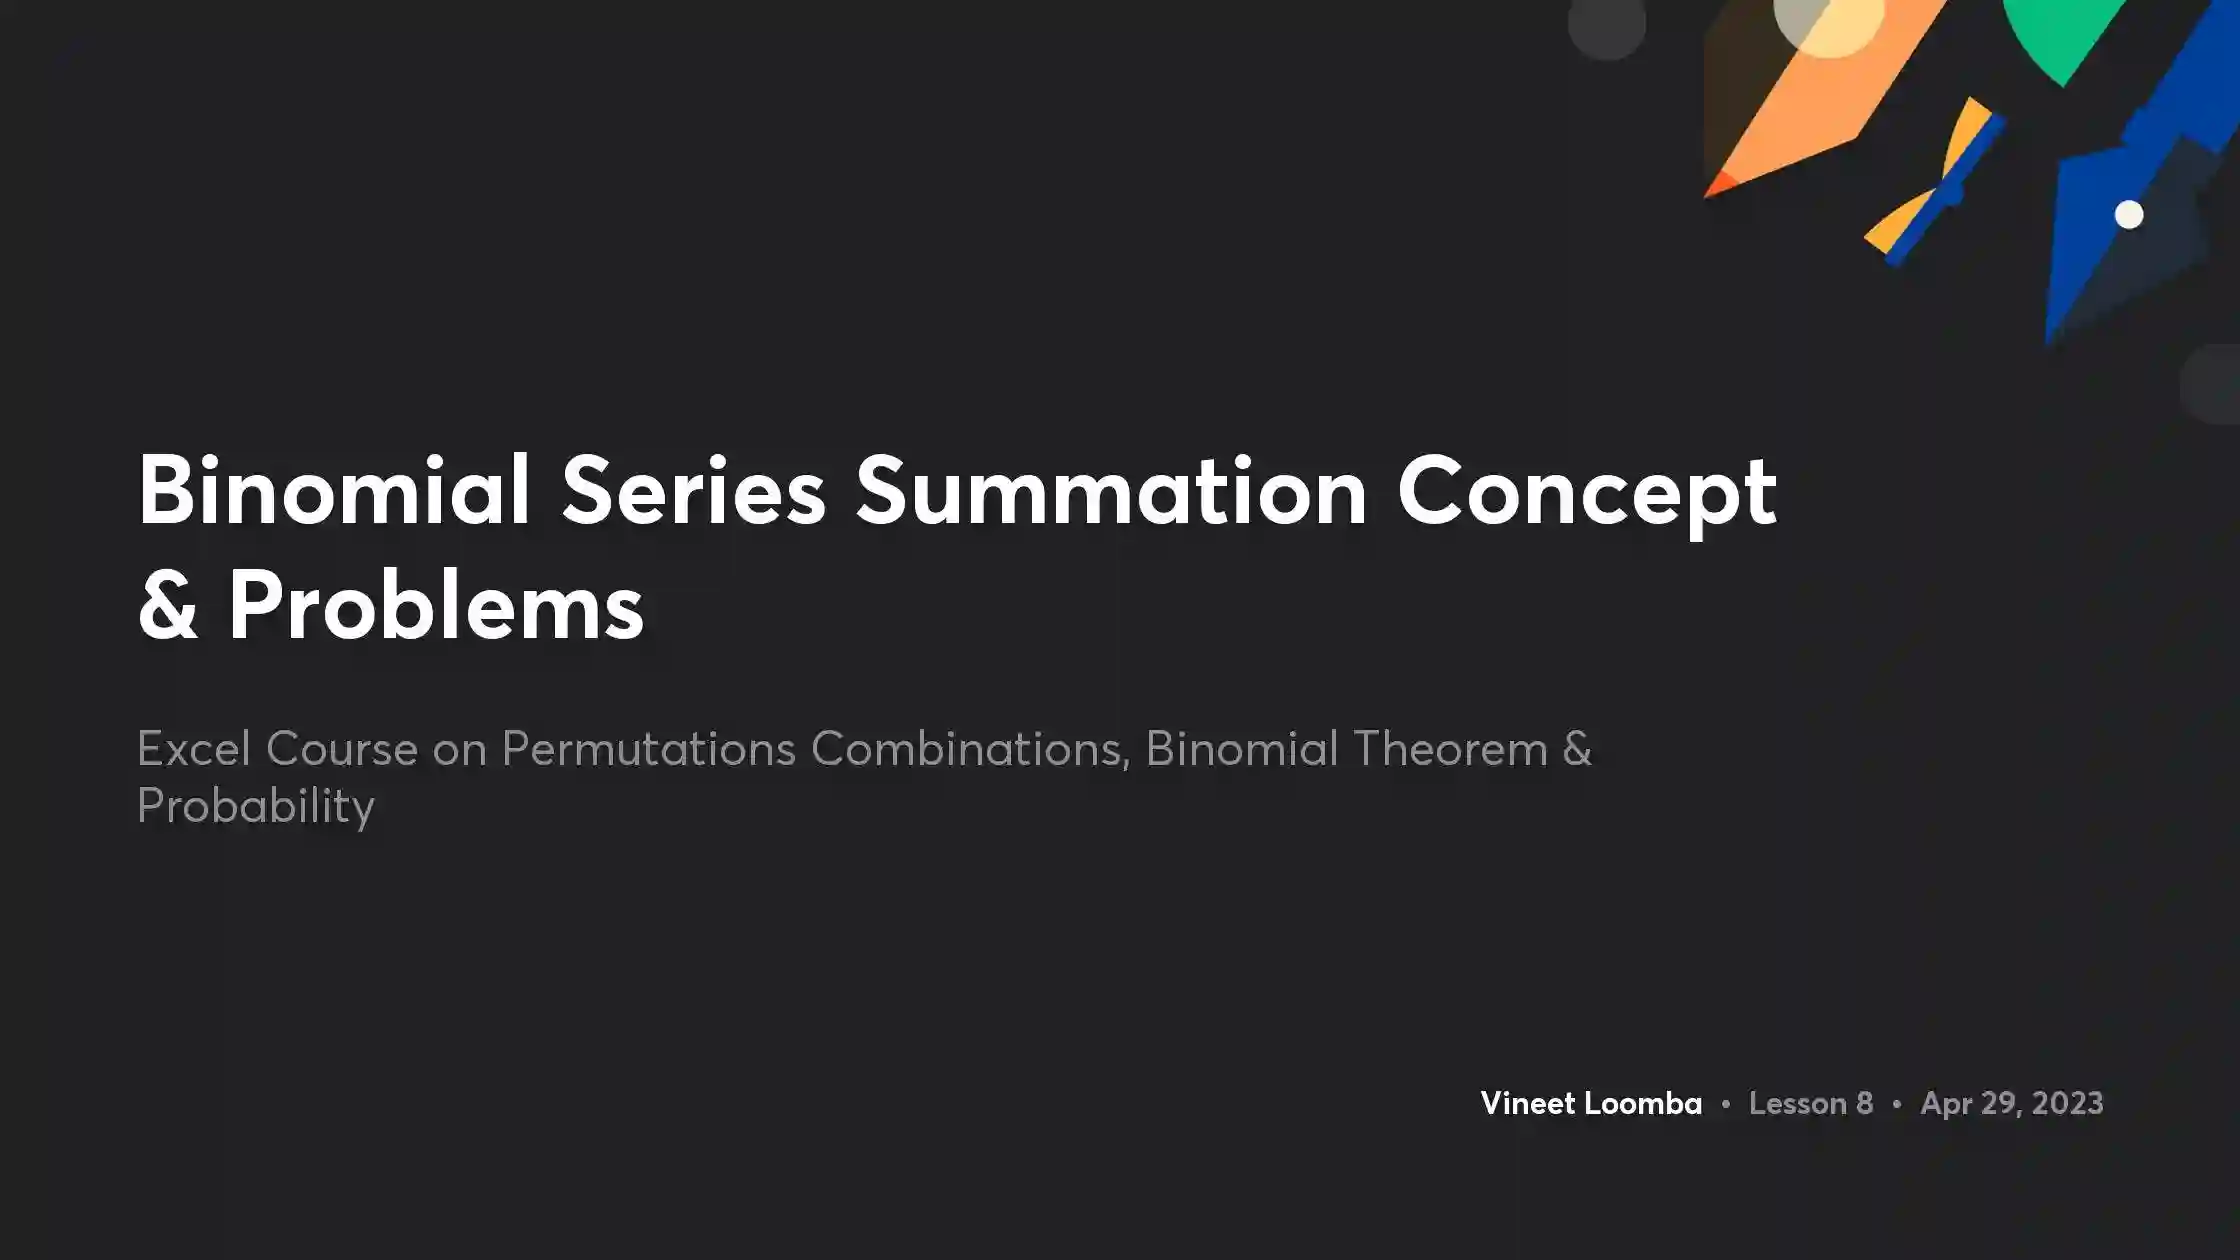 Binomial Series Summation Concept
& Problems
Excel Course on Permutations Combinations, Binomial Theorem &
Probability
Vineet Loomba • Lesson 8 • Apr 29, 2023